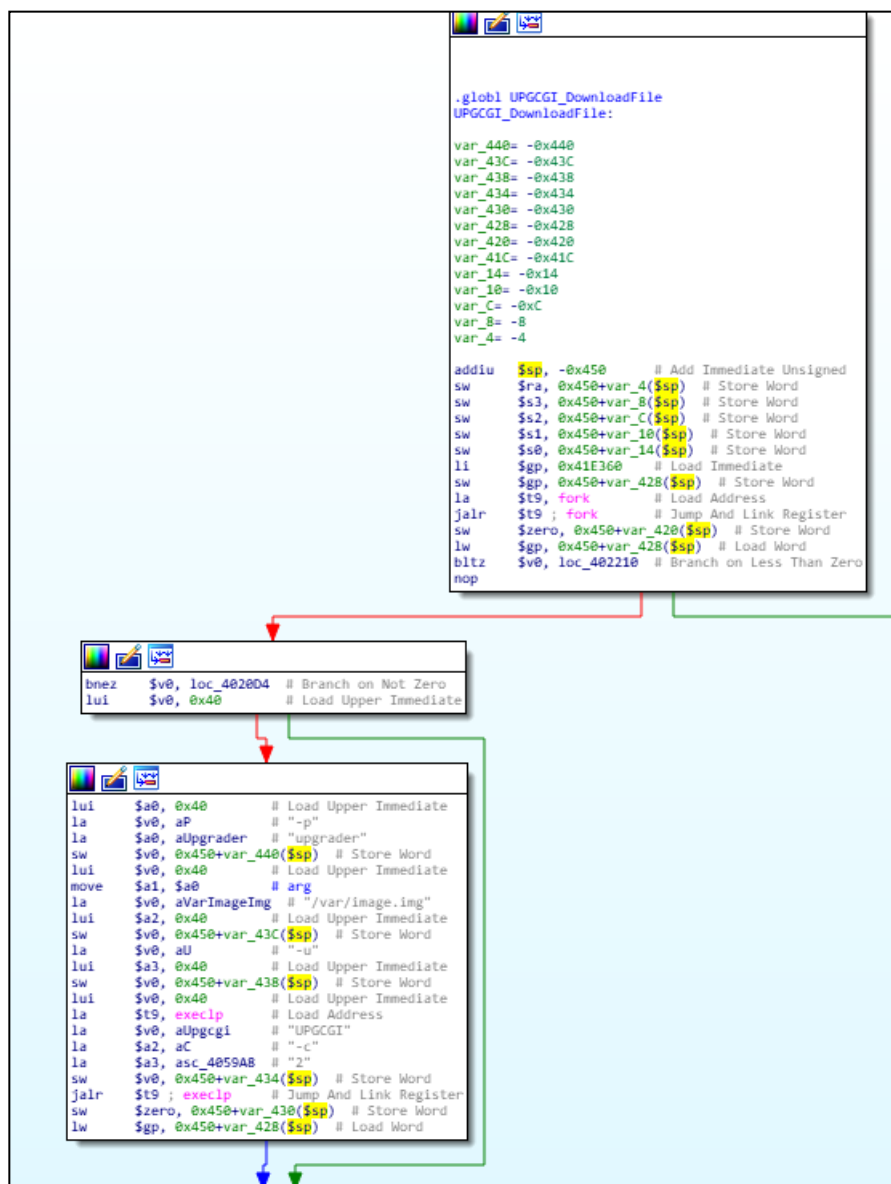 .globl UPGCGI_DownloadFile
UPGCGI_DownloadFile:
var_440= -0x440
var_43C= -0x43C
var_438= -0x438
var_434= -0x434
var_430= -0x430
var_428= -0x428
var_420= -0x420
var_41C= -0x41C
var_14= -0x14
var_10= -0x10
var_C= -0xC
var_8= -8
var_4= -4
addiu $sp, -0x450 # Add Immediate Unsigned
sw $ra, 0x450+var_4($sp) # Store Word
sw $s3, 0x450+var_8($sp) # Store Word
sw $s2, 0x450+var_C($sp) # Store Word
sw $s1, 0x450+var_10($sp) # Store Word
sw $s0, 0x450+var_14($sp) # Store Word
li $gp, 0x41E360 # Load Immediate
sw $gp, 0x450+var_428($sp) # Store Word
la $t9, fork # Load Address
jalr $t9 ; fork # Jump And Link Register
sw $zero, 0x450+var_420($sp) # Store Word
lw $gp, 0x450+var_428($sp) # Load Word
bltz $v0, loc_402210 # Branch on Less Than Zero
nop
bnez $v0, loc_4020D4 # Branch on Not Zero
lui $v0, 0x40 # Load Upper Immediate
lui $a0, 0x40 # Load Upper Immediate
la $v0, aP # "-p"
la $a0, aUpgrader # "upgrader"
sw $v0, 0x450+var_440($sp) # Store Word
lui $v0, 0x40 # Load Upper Immediate
move $a1, $a0 # arg
la $v0, aVarImageImg # "/var/image.img"
lui $a2, 0x40 # Load Upper Immediate
sw $v0, 0x450+var_43C($sp) # Store Word
la $v0, aU # "-u"
lui $a3, 0x40 # Load Upper Immediate
sw $v0, 0x450+var_438($sp) # Store Word
lui $v0, 0x40 # Load Upper Immediate
la $t9, execlp # Load Address
la $v0, aUpgcgi # "UPGCGI"
la $a2, aC # "-c"
la $a3, asc_4059A8 # "2"
sw $v0, 0x450+var_434($sp) # Store Word
jalr $t9 ; execlp # Jump And Link Register
sw $zero, 0x450+var_430($sp) # Store Word
lw $gp, 0x450+var_428($sp) # Load Word